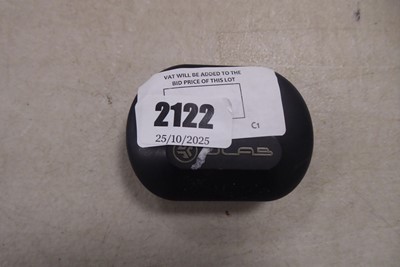 VAT WILL BE ADDED TO THE
BID PRICE OF THIS LOT
2122
C1
25/10/2025
JLAB